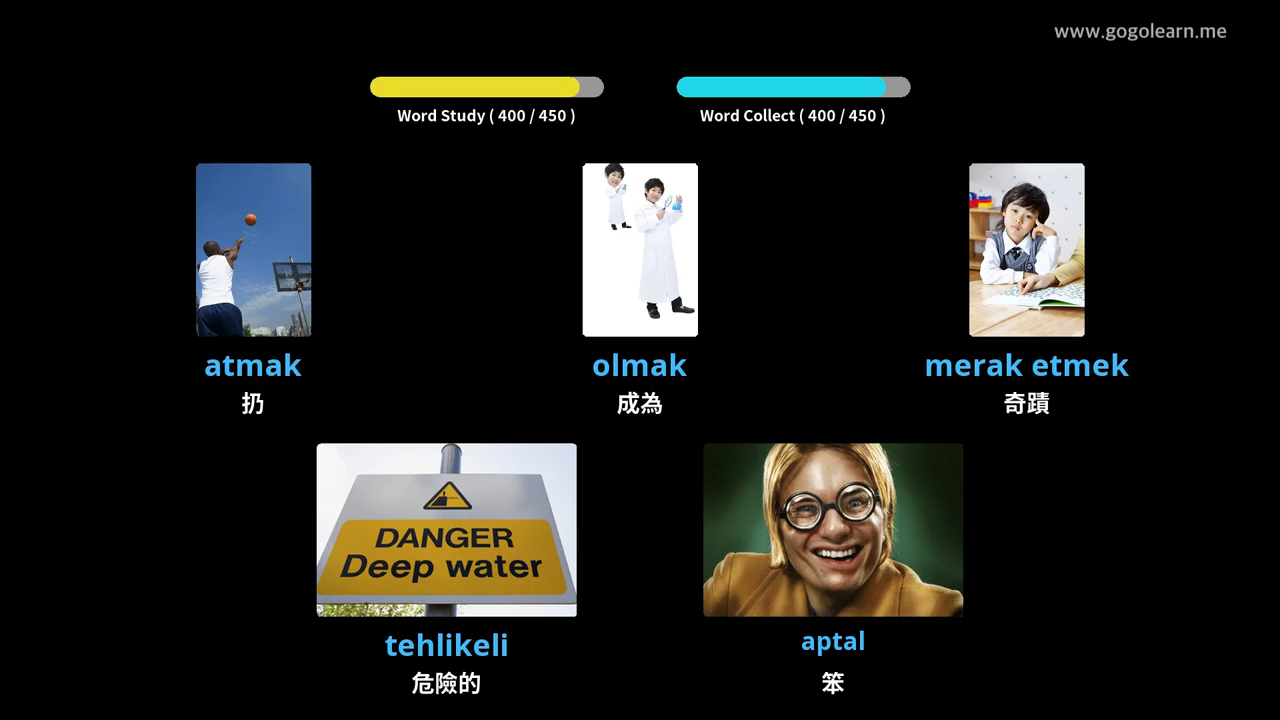 www.gogolearn.me
Word Study ( 400 / 450 )
Word Collect ( 400 / 450 )
atmak
扔
olmak
成為
merak etmek
奇蹟
DANGER
Deep water
tehlikeli
危險的
aptal
笨